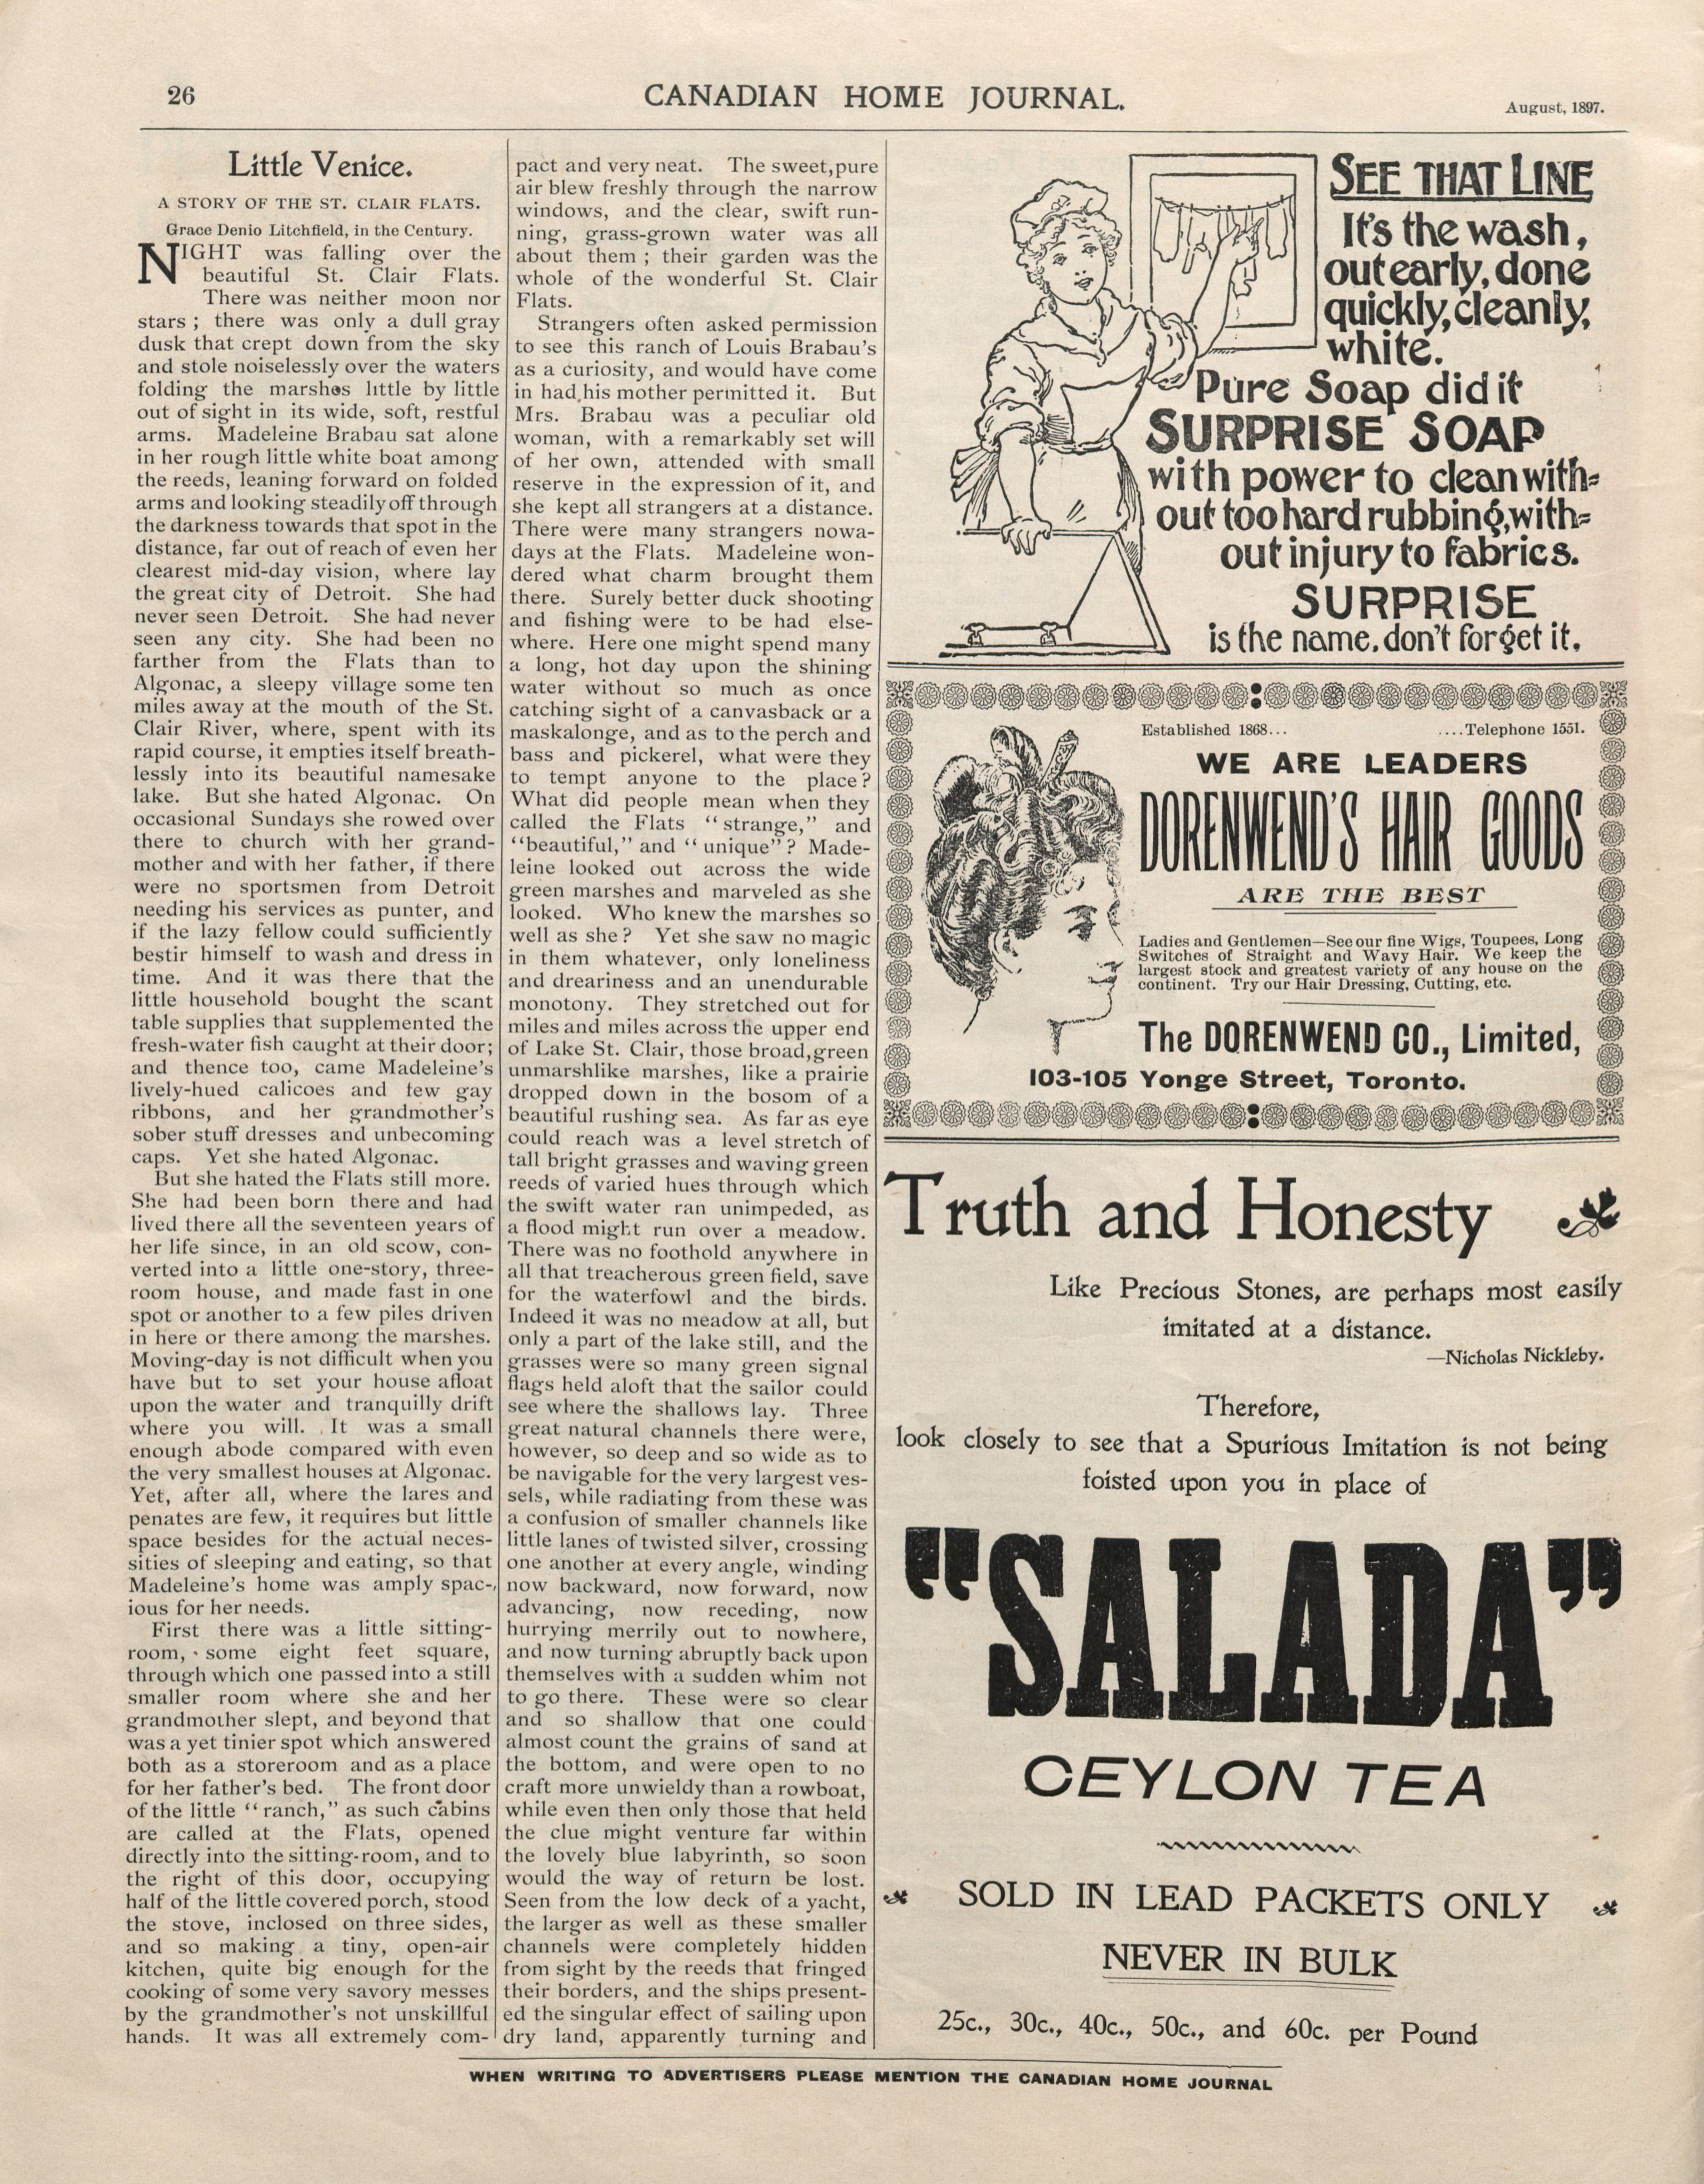 26
CANADIAN HOME JOURNAL.
August, 1897.
Little Venice.
A STORY OF THE ST. CLAIR FLATS.
Grace Denio Litchfield, in the Century.
NIGHT was falling over the
beautiful St. Clair Flats.
There was neither moon nor
stars ; there was only a dull gray
dusk that crept down from the sky
and stole noiselessly over the waters
folding the marshes little by little
out of sight in its wide, soft, restful
arms. Madeleine Brabau sat alone
in her rough little white boat among
the reeds, leaning forward on folded
arms and looking steadily off through
the darkness towards that spot in the
distance, far out of reach of even her
clearest mid-day vision, where lay
the great city of Detroit. She had
never seen Detroit. She had never
seen any city. She had been no
farther from the Flats than to
Algonac, a sleepy village some ten
miles away at the mouth of the St.
Clair River, where, spent with its
rapid course, it empties itself breath-
lessly into its beautiful namesake
lake. But she hated Algonac. On
occasional Sundays she rowed over
there to church with her grand-
mother and with her father, if there
were no sportsmen from Detroit
needing his services as punter, and
if the lazy fellow could sufficiently
bestir himself to wash and dress in
time. And it was there that the
little household bought the scant
table supplies that supplemented the
fresh-water fish caught at their door;
and thence too, came Madeleine's
lively-hued calicoes and few gay
ribbons, and her grandmother's
sober stuff dresses and unbecoming
caps. Yet she hated Algonac.
But she hated the Flats still more.
She had been born there and had
lived there all the seventeen years of
her life since, in an old scow, con-
verted into a little one-story, three-
room house, and made fast in one
spot or another to a few piles driven
in here or there among the marshes.
Moving-day is not difficult when you
have but to set your house afloat
upon the water and tranquilly drift
where you will. It was a small
enough abode compared with even
the very smallest houses at Algonac.
Yet, after all, where the lares and
penates are few, it requires but little
space besides for the actual neces-
sities of sleeping and eating, so that
Madeleine's home was amply spac-
ious for her needs.
First there was a little sitting-
room, some eight feet square,
through which one passed into a still
smaller room where she and her
grandmother slept, and beyond that
was a yet tinier spot which answered
both as a storeroom and as a place
for her father's bed. The front door
of the little " ranch," as such cabins
are called at the Flats, opened
directly into the sitting-room, and to
the right of this door, occupying
half of the little covered porch, stood
the stove, inclosed on three sides,
and so making a tiny, open-air
kitchen, quite big enough for the
cooking of some very savory messes
by the grandmother's not unskillful
hands. It was all extremely com-
pact and very neat. The sweet, pure
air blew freshly through the narrow
windows, and the clear, swift run-
ning, grass-grown water was all
about them ; their garden was the
whole of the wonderful St. Clair
Flats.
Strangers often asked permission
to see this ranch of Louis Brabau's
as a curiosity, and would have come
in had his mother permitted it. But
Mrs. Brabau was a peculiar old
woman, with a remarkably set will
of her own, attended with small
reserve in the expression of it, and
she kept all strangers at a distance.
There were many strangers nowa-
days at the Flats. Madeleine won-
dered what charm brought them
there. Surely better duck shooting
and fishing were to be had else-
where. Here one might spend many
a long, hot day upon the shining
water without so much as once
catching sight of a canvasback or a
maskalonge, and as to the perch and
bass and pickerel, what were they
to tempt anyone to the place?
What did people mean when they
called the Flats " strange," and
"beautiful," and " unique"? Made-
leine looked out across the wide
green marshes and marveled as she
looked. Who knew the marshes so
well as she? Yet she saw no magic
in them whatever, only loneliness
and dreariness and an unendurable
monotony. They stretched out for
miles and miles across the upper end
of Lake St. Clair, those broad, green
unmarshlike marshes, like a prairie
dropped down in the bosom of a
beautiful rushing sea. As far as eye
could reach was a level stretch of
tall bright grasses and waving green
reeds of varied hues through which
the swift water ran unimpeded, as
a flood might run over a meadow.
There was no foothold anywhere in
all that treacherous green field, save
for the waterfowl and the birds.
Indeed it was no meadow at all, but
only a part of the lake still, and the
grasses were so many green signal
flags held aloft that the sailor could
see where the shallows lay. Three
great natural channels there were,
however, so deep and so wide as to
be navigable for the very largest ves-
sels, while radiating from these was
a confusion of smaller channels like
little lanes of twisted silver, crossing
one another at every angle, winding
now backward, now forward, now
advancing, now receding, now
hurrying merrily out to nowhere,
and now turning abruptly back upon
themselves with a sudden whim not
to go there. These were so clear
and so shallow that one could
almost count the grains of sand at
the bottom, and were open to no
craft more unwieldy than a rowboat,
while even then only those that held
the clue might venture far within
the lovely blue labyrinth, so soon
would the way of return be lost.
Seen from the low deck of a yacht,
the larger as well as these smaller
channels were completely hidden
from sight by the reeds that fringed
their borders, and the ships present-
ed the singular effect of sailing upon
dry land, apparently turning and
SEE THAT LINE
It's the wash,
out early, done
quickly, cleanly,
white.
Pure Soap did it
SURPRISE SOAP
with power to clean with-
out too hard rubbing, with-
out injury to fabrics.
SURPRISE
is the name, don't forget it.
Established 1868...
....Telephone 1551.
WE ARE LEADERS
DORENWEND'S HAIR GOODS
ARE THE BEST
Ladies and Gentlemen—See our fine Wigs, Toupees, Long
Switches of Straight and Wavy Hair. We keep the
largest stock and greatest variety of any house on the
continent. Try our Hair Dressing, Cutting, etc.
The DORENWEND CO., Limited,
103-105 Yonge Street, Toronto.
Truth and Honesty
Like Precious Stones, are perhaps most easily
imitated at a distance.
—Nicholas Nickleby.
Therefore,
look closely to see that a Spurious Imitation is not being
foisted upon you in place of
"SALADA"
CEYLON TEA
SOLD IN LEAD PACKETS ONLY
NEVER IN BULK
25c., 30c., 40c., 50c., and 60c. per Pound
WHEN WRITING TO ADVERTISERS PLEASE MENTION THE CANADIAN HOME JOURNAL